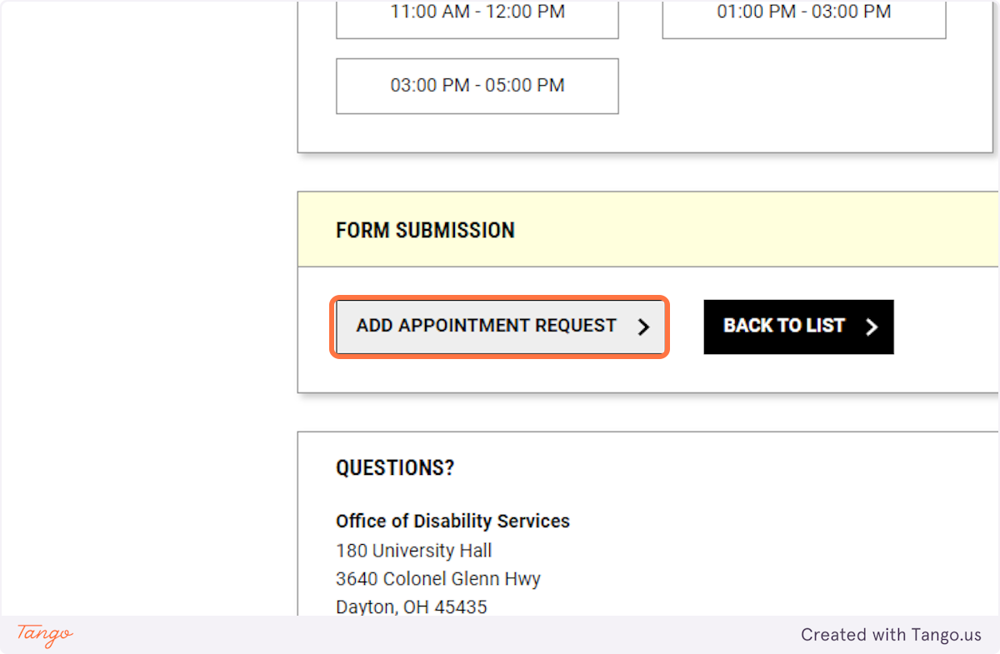 11:00 AM - 12:00 PM
01:00 PM - 03:00 PM
03:00 PM - 05:00 PM
FORM SUBMISSION
ADD APPOINTMENT REQUEST
BACK TO LIST
QUESTIONS?
Office of Disability Services
180 University Hall
3640 Colonel Glenn Hwy
Dayton, OH 45435
Tango
Created with Tango.us